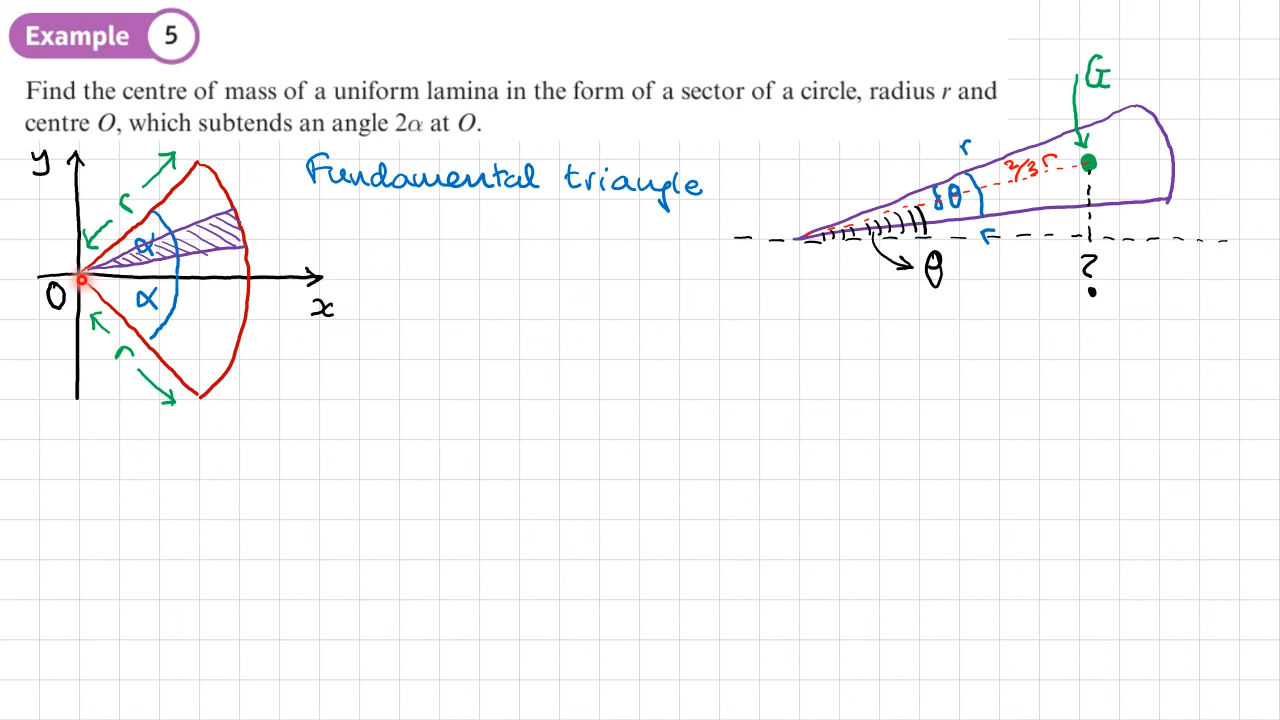 Example 5
Find the centre of mass of a uniform lamina in the form of a sector of a circle, radius r and
centre O, which subtends an angle 2α at O.
Fundamental triangle
y
r
α
α
r
O
x
G
r
2/3 r
δθ
r
θ
?